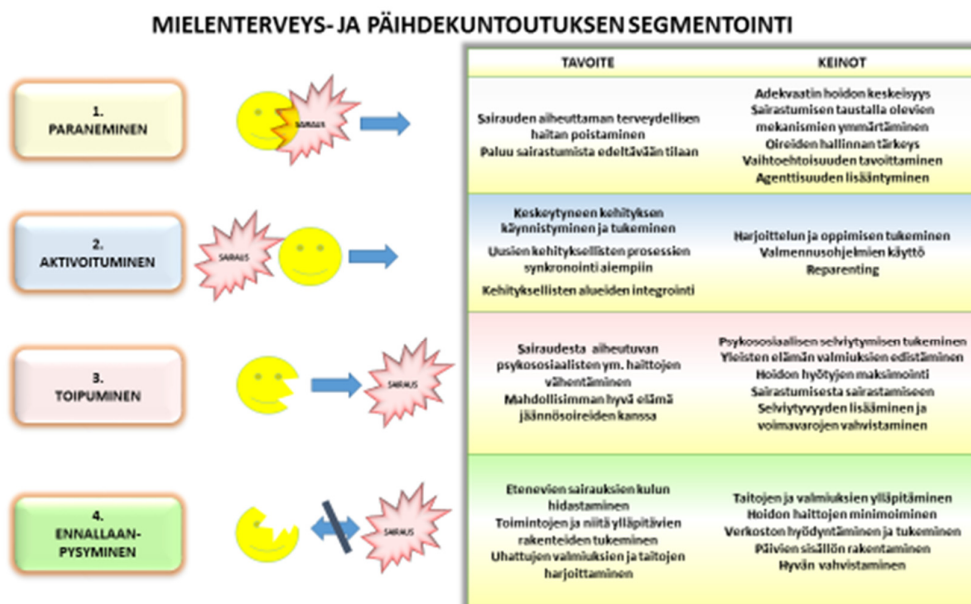 MIELENTERVEYS- JA PÄIHDEKUNTOUTUKSEN SEGMENTOINTI
TAVOITE
KEINOT
1.
PARANEMINEN
SAIRAUS
Sairauden aiheuttaman terveydellisen
haitan poistaminen
Paluu sairastumista edeltävään tilaan
Adekvaatin hoidon keskeisyys
Sairastumisen taustalla olevien
mekanismien ymmärtäminen
Oireiden hallinnan tärkeys
Vaihtoehtoisuuden tavoittaminen
Agenttisuuden lisääntyminen
2.
AKTIVOITUMINEN
SARAUS
Keskeytyneen kehityksen
käynnistyminen ja tukeminen
Uusien kehityksellisten prosessien
synkronointi aiempiin
Kehityksellisten alueiden integrointi
Harjoittelun ja oppimisen tukeminen
Valmennusohjelmien käyttö
Reparenting
3.
TOIPUMINEN
SAIRAUS
Sairaudesta aiheutuvan
psykososiaalisten ym. haittojen
vähentäminen
Mahdollisimman hyvä elämä
jäännösoireiden kanssa
Psykososiaalisen selviytymisen tukeminen
Yleisten elämän valmiuksien edistäminen
Hoidon hyötyjen maksimointi
Sairastumisesta sairastamiseen
Selviytyvyyden lisääminen ja
voimavarojen vahvistaminen
4.
ENNALLAAN-
PYSYMINEN
SAIRAUS
Etenevien sairauksien kulun
hidastaminen
Toimintojen ja niitä ylläpitävien
rakenteiden tukeminen
Uhattujen valmiuksien ja taitojen
harjoittaminen
Taitojen ja valmiuksien ylläpitäminen
Hoidon haittojen minimoiminen
Verkoston hyödyntäminen ja tukeminen
Päivien sisällön rakentaminen
Hyvän vahvistaminen